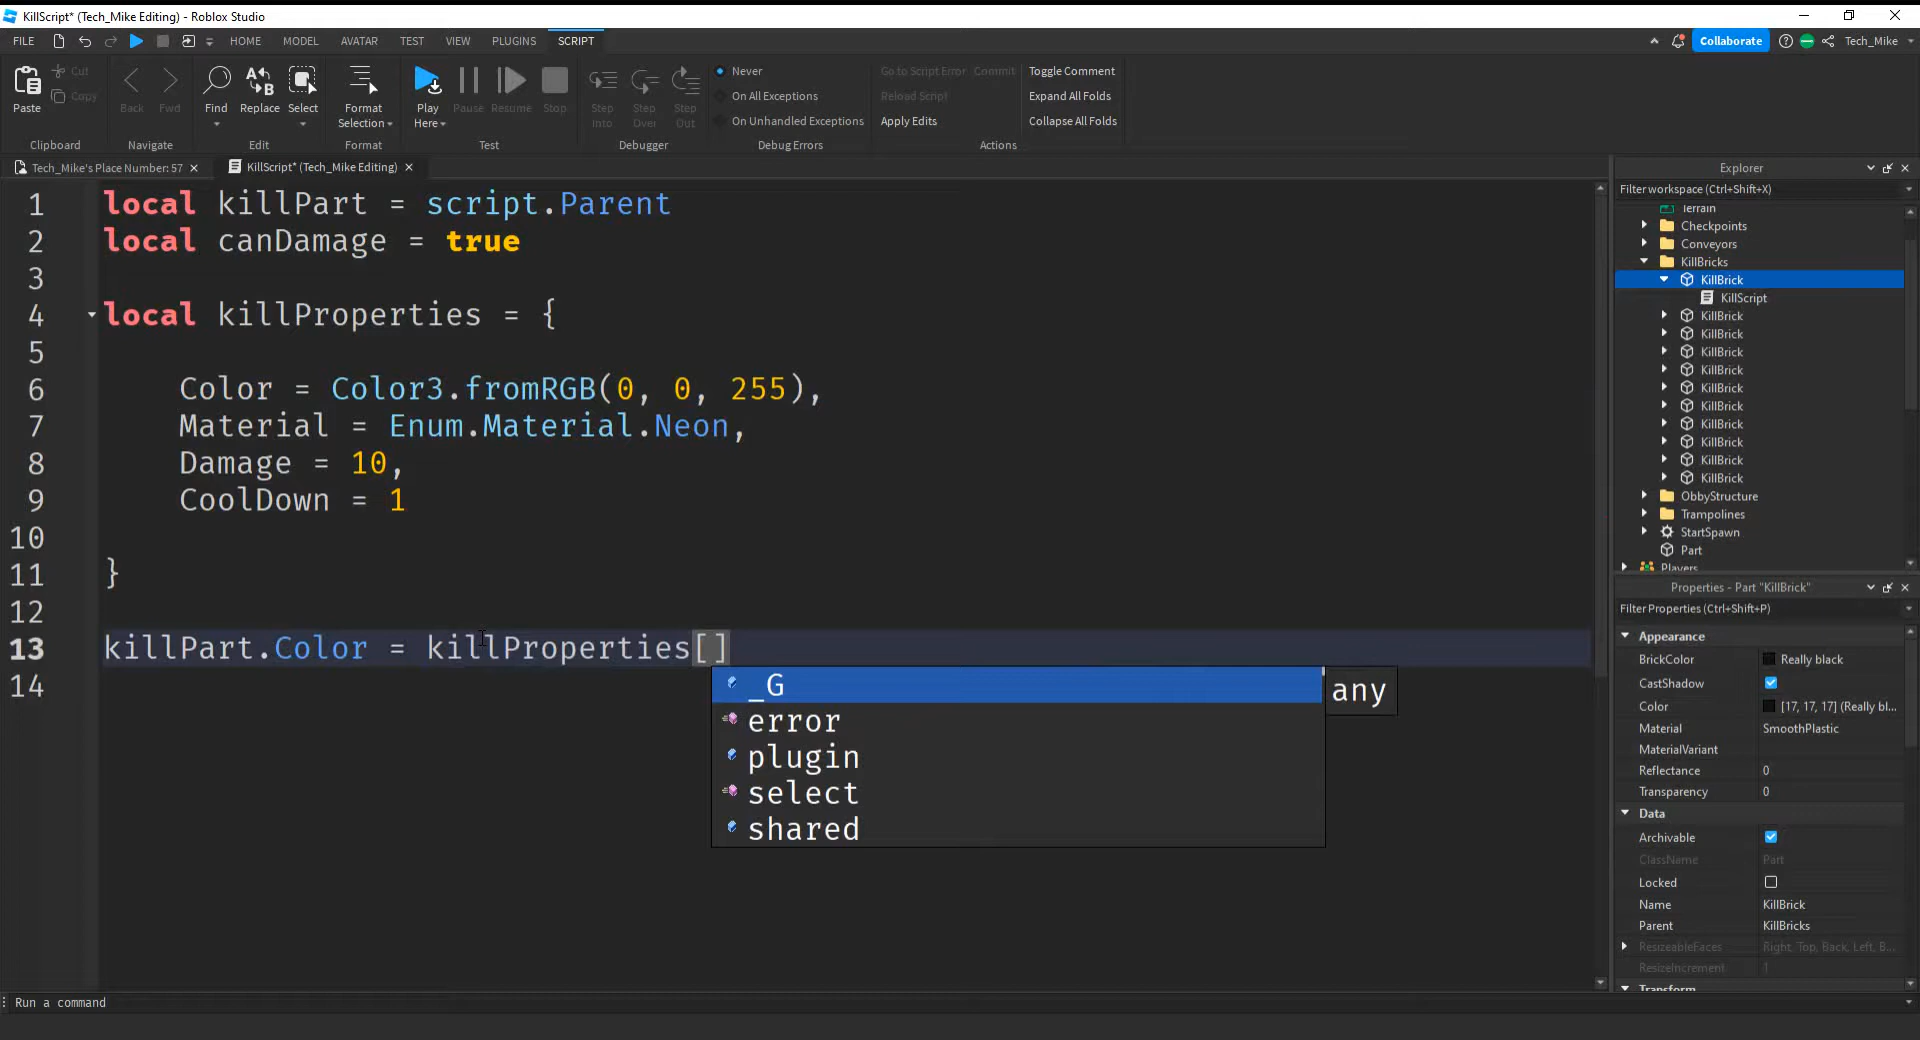 KillScript* (Tech_Mike Editing) - Roblox Studio
FILE HOME MODEL AVATAR TEST VIEW PLUGINS SCRIPT Collaborate Tech_Mike
Paste Cut Copy
Clipboard
Back Fwd
Navigate
Find Replace Select
Edit
Format Selection
Format
Play Here Pause Resume Stop
Test
Step Into Step Over Step Out
Debugger
Never
On All Exceptions
On Unhandled Exceptions
Debug Errors
Go to Script Error Commit Toggle Comment
Reload Script Expand All Folds
Apply Edits Collapse All Folds
Actions
Tech_Mike's Place Number: 57 KillScript* (Tech_Mike Editing)
1 local killPart = script.Parent
2 local canDamage = true
3
4 local killProperties = {
5
6 Color = Color3.fromRGB(0, 0, 255),
7 Material = Enum.Material.Neon,
8 Damage = 10,
9 CoolDown = 1
10
11 }
12
13 killPart.Color = killProperties[]
14
_G any
error
plugin
select
shared
Explorer
Filter workspace (Ctrl+Shift+X)
Terrain
Checkpoints
Conveyors
KillBricks
KillBrick
KillScript
KillBrick
KillBrick
KillBrick
KillBrick
KillBrick
KillBrick
KillBrick
KillBrick
KillBrick
KillBrick
ObbyStructure
Trampolines
StartSpawn
Part
Players
Properties - Part "KillBrick"
Filter Properties (Ctrl+Shift+P)
Appearance
BrickColor Really black
CastShadow
Color [17, 17, 17] (Really bl...
Material SmoothPlastic
MaterialVariant
Reflectance 0
Transparency 0
Data
Archivable
ClassName Part
Locked
Name KillBrick
Parent KillBricks
ResizeableFaces Right, Top, Back, Left, B...
ResizeIncrement 1
Transform
Run a command